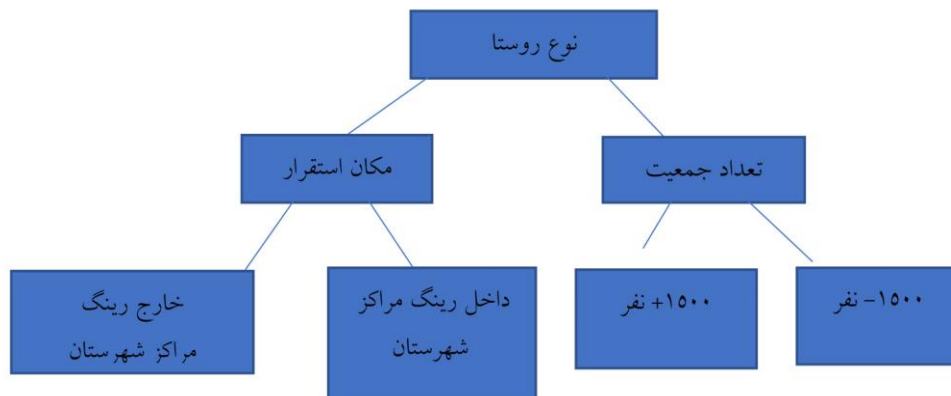 نوع روستا
تعداد جمعیت
مکان استقرار
۱۵۰۰- نفر
۱۵۰۰+ نفر
داخل رینگ مراکز
شهرستان
خارج رینگ
مراکز شهرستان